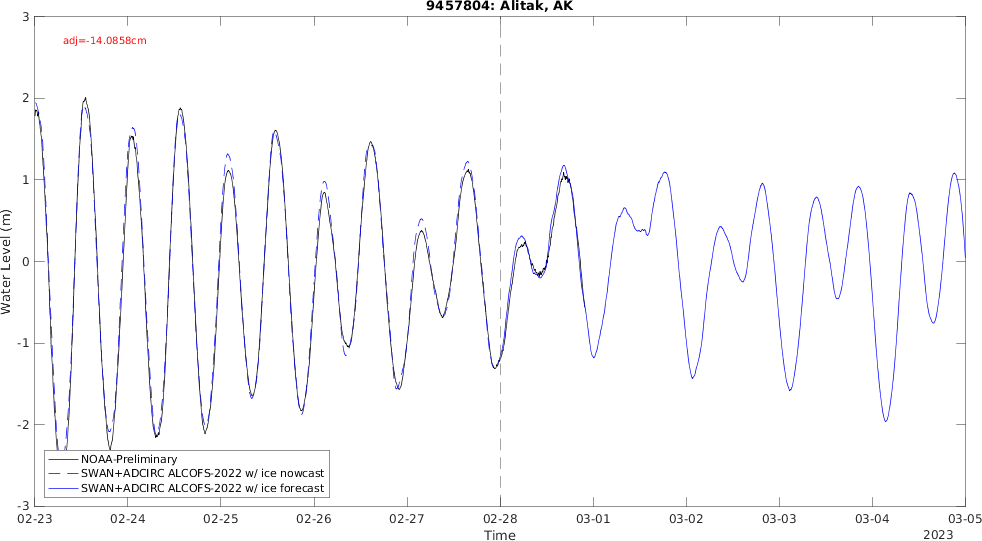 9457804: Alitak, AK
adj=-14.0858cm
3
2
1
0
-1
-2
-3
Water Level (m)
NOAA-Preliminary
SWAN+ADCIRC ALCOFS-2022 w/ ice nowcast
SWAN+ADCIRC ALCOFS-2022 w/ ice forecast
02-23 02-24 02-25 02-26 02-27 02-28 03-01 03-02 03-03 03-04 03-05
Time
2023